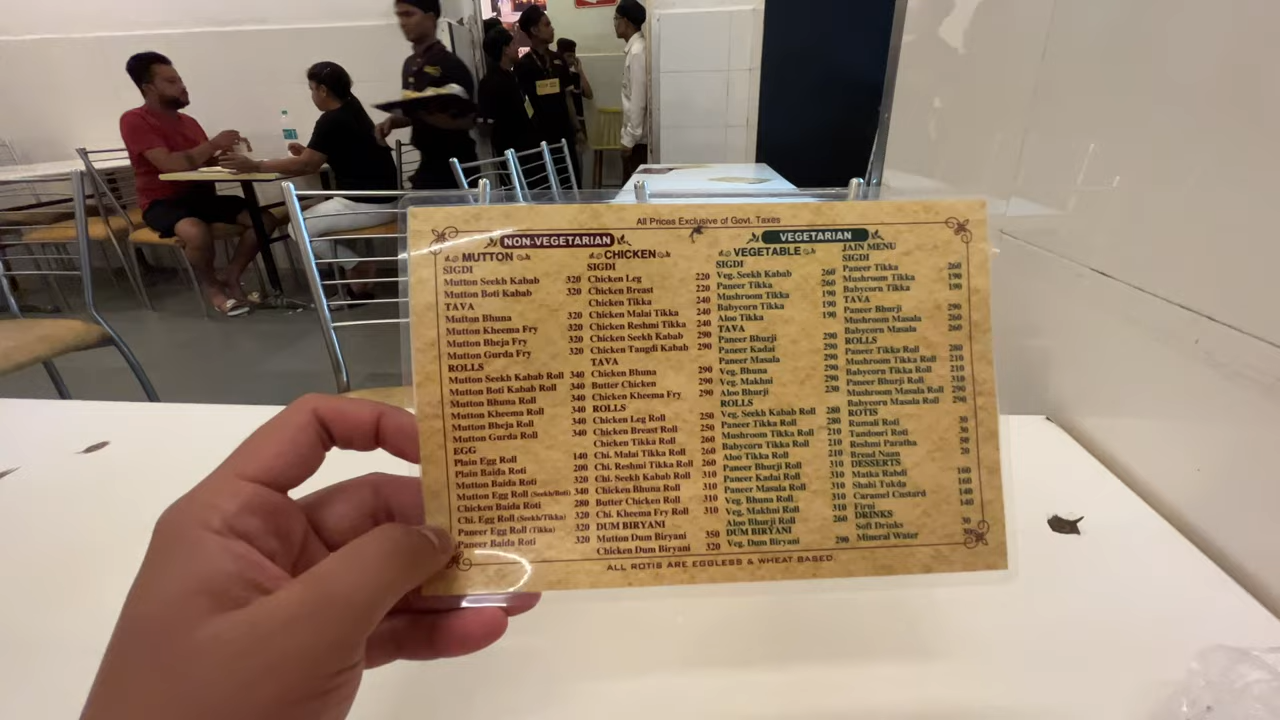 All Prices Exclusive of Govt. Taxes
NON-VEGETARIAN
MUTTON
SIGDI
Mutton Seekh Kabab 320
Mutton Boti Kabab 320
TAVA
Mutton Bhuna 320
Mutton Kheema Fry 320
Mutton Bheja Fry 320
Mutton Gurda Fry 320
ROLLS
Mutton Seekh Kabab Roll 340
Mutton Boti Kabab Roll 340
Mutton Bhuna Roll 340
Mutton Kheema Roll 340
Mutton Bheja Roll 340
Mutton Gurda Roll 340
EGG
Plain Egg Roll 140
Plain Baida Roti 200
Mutton Baida Roti 320
Mutton Egg Roll (Seekh/Boti) 340
Chicken Baida Roti 280
Chi. Egg Roll (Seekh/Tikka) 320
Paneer Egg Roll (Tikka) 320
Paneer Baida Roti 320
CHICKEN
SIGDI
Chicken Leg 220
Chicken Breast 220
Chicken Tikka 240
Chicken Malai Tikka 240
Chicken Reshmi Tikka 240
Chicken Seekh Kabab 290
Chicken Tangdi Kabab 290
TAVA
Chicken Bhuna 290
Butter Chicken 290
Chicken Kheema Fry 290
ROLLS
Chicken Leg Roll 250
Chicken Breast Roll 250
Chicken Tikka Roll 260
Chi. Malai Tikka Roll 260
Chi. Reshmi Tikka Roll 260
Chi. Seekh Kabab Roll 310
Chicken Bhuna Roll 310
Butter Chicken Roll 310
Chi. Kheema Fry Roll 310
DUM BIRYANI
Mutton Dum Biryani 350
Chicken Dum Biryani 320
VEGETARIAN
VEGETABLE
SIGDI
Veg. Seekh Kabab 260
Paneer Tikka 260
Mushroom Tikka 190
Babycorn Tikka 190
Aloo Tikka 190
TAVA
Paneer Bhurji 290
Paneer Kadai 290
Paneer Masala 290
Veg. Bhuna 290
Veg. Makhni 290
Aloo Bhurji 230
ROLLS
Veg. Seekh Kabab Roll 280
Paneer Tikka Roll 280
Mushroom Tikka Roll 210
Babycorn Tikka Roll 210
Aloo Tikka Roll 210
Paneer Bhurji Roll 310
Paneer Kadai Roll 310
Paneer Masala Roll 310
Veg. Bhuna Roll 310
Veg. Makhni Roll 310
Aloo Bhurji Roll 260
DUM BIRYANI
Veg. Dum Biryani 290
JAIN MENU
SIGDI
Paneer Tikka 260
Mushroom Tikka 190
Babycorn Tikka 190
TAVA
Paneer Bhurji 290
Mushroom Masala 260
Babycorn Masala 260
ROLLS
Paneer Tikka Roll 280
Mushroom Tikka Roll 210
Babycorn Tikka Roll 210
Paneer Bhurji Roll 310
Mushroom Masala Roll 290
Babycorn Masala Roll 290
ROTIS
Rumali Roti 30
Tandoori Roti 30
Reshmi Paratha 50
Bread Naan 20
DESSERTS
Matka Rabdi 160
Shahi Tukda 160
Caramel Custard 140
Firni 140
DRINKS
Soft Drinks 30
Mineral Water
ALL ROTIS ARE EGGLESS & WHEAT BASED.